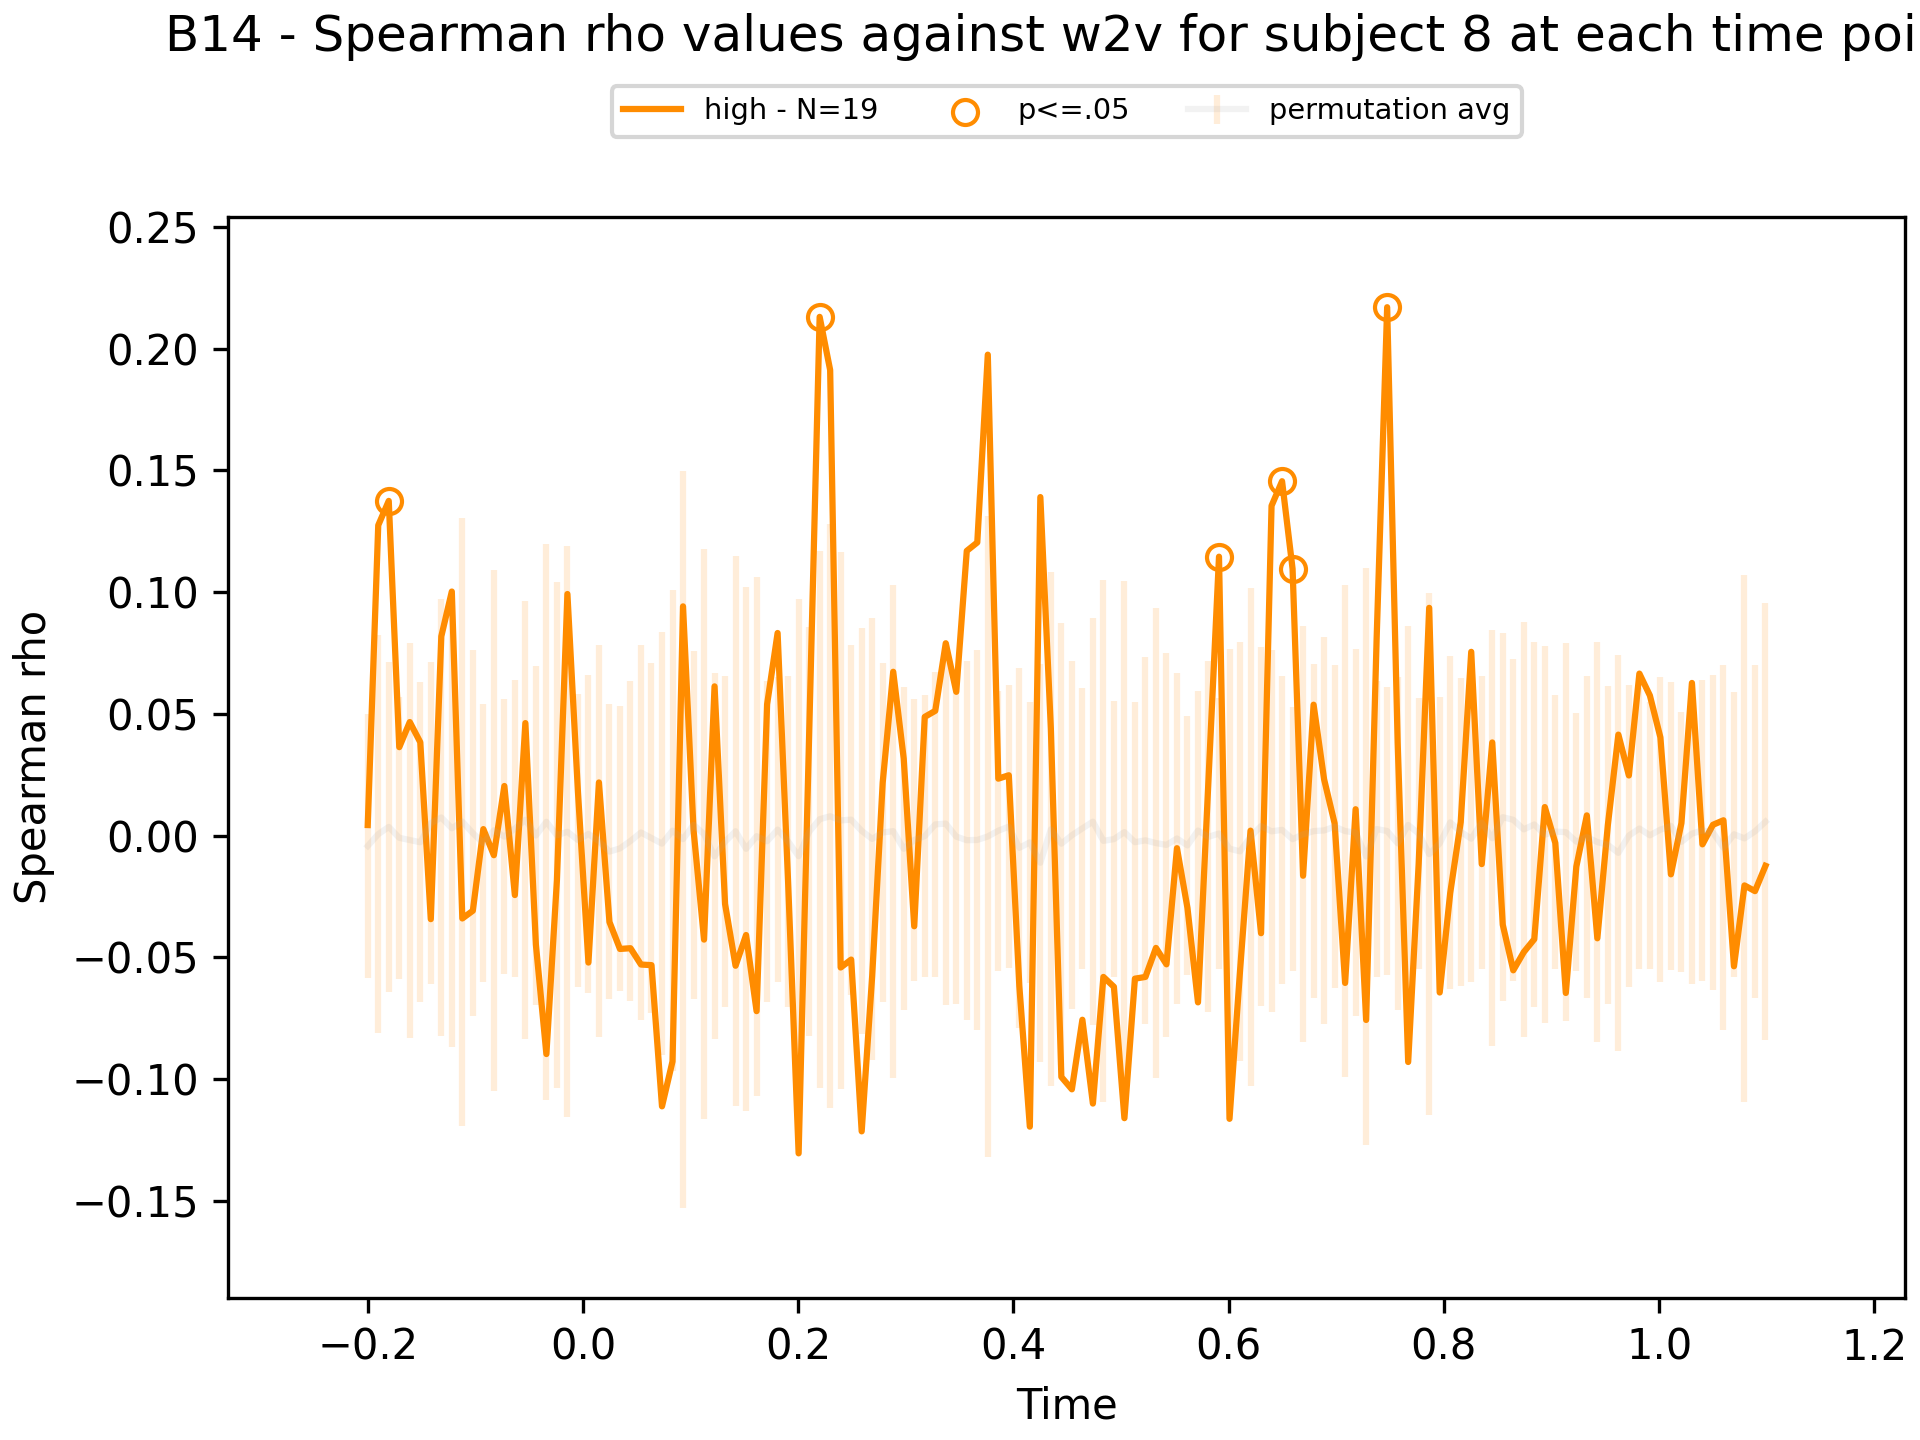 B14 - Spearman rho values against w2v for subject 8 at each time poi
high - N=19 p<=.05 permutation avg
0.25
0.20
0.15
0.10
0.05
0.00
−0.05
−0.10
−0.15
Spearman rho
−0.2 0.0 0.2 0.4 0.6 0.8 1.0 1.2
Time